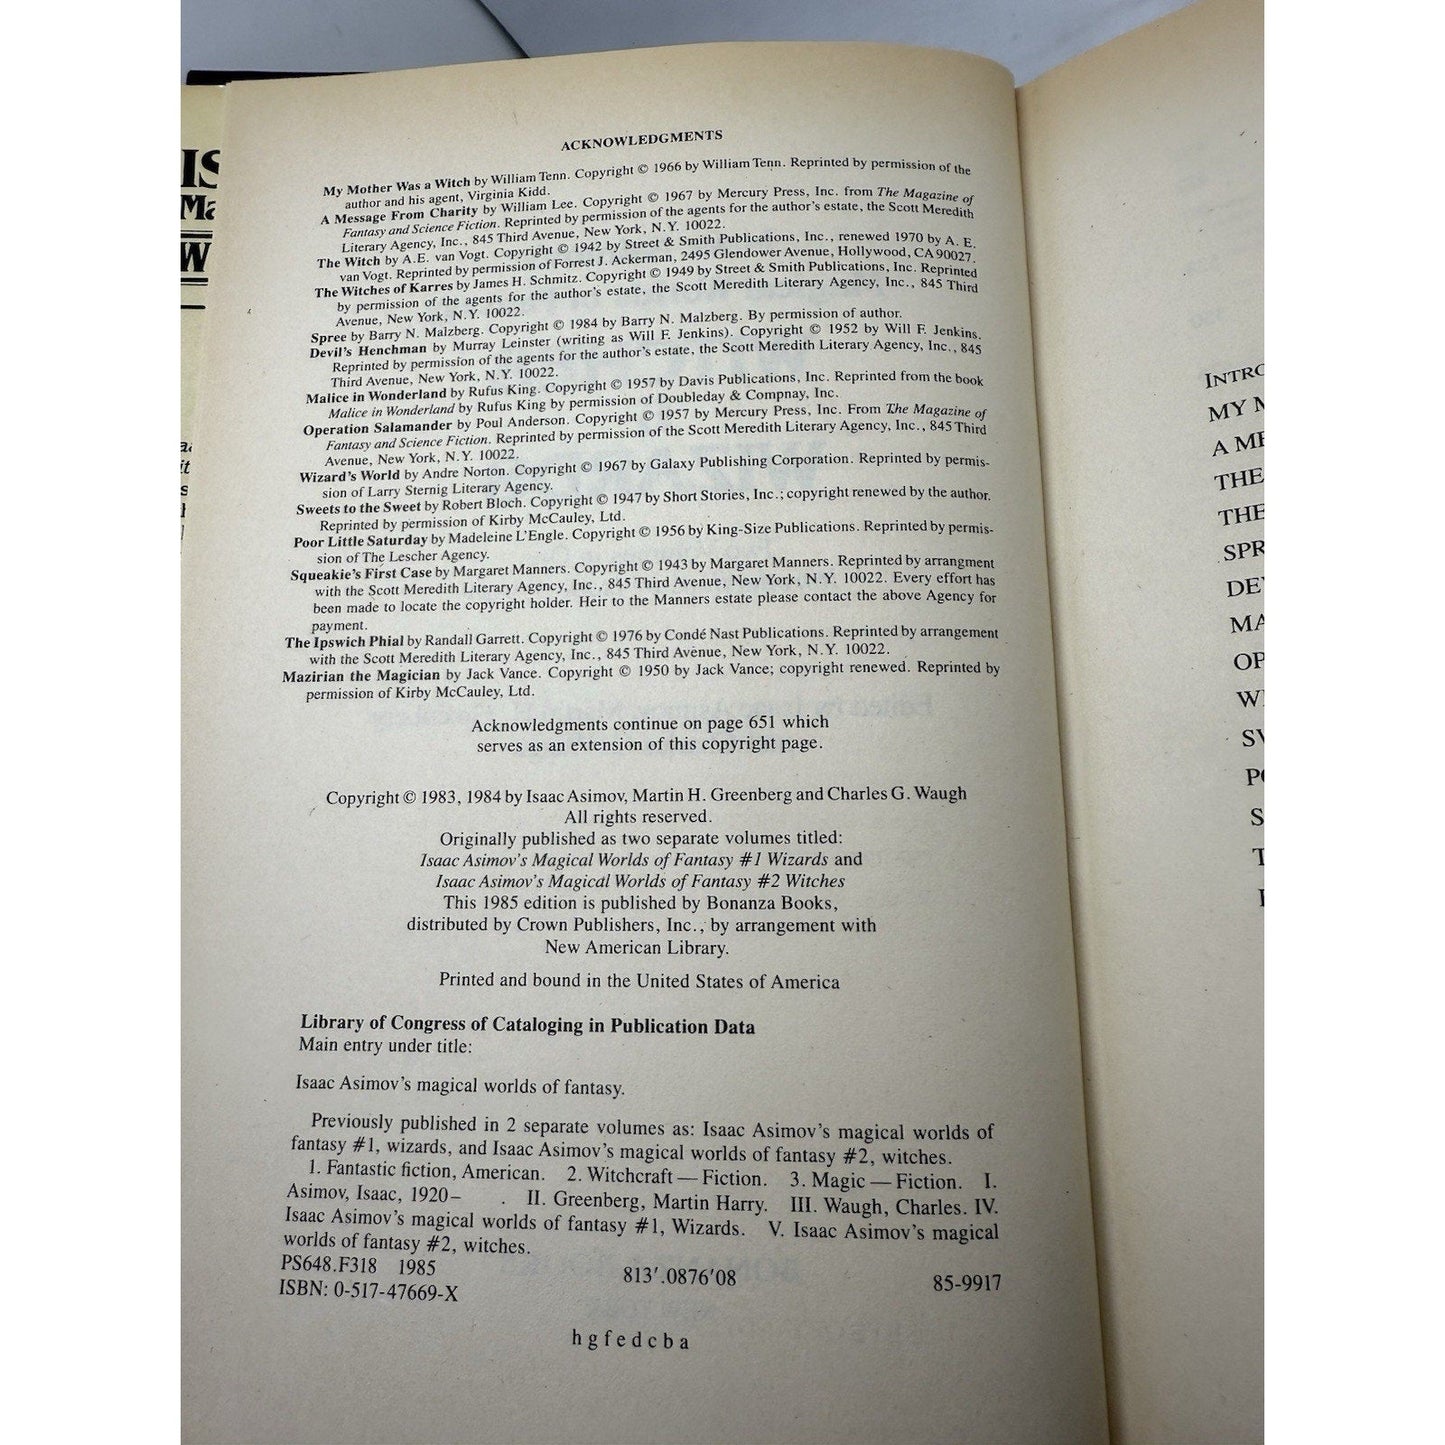 IS
Ma
W
ACKNOWLEDGMENTS
My Mother Was a Witch by William Tenn. Copyright © 1966 by William Tenn. Reprinted by permission of the
author and his agent, Virginia Kidd.
A Message From Charity by William Lee. Copyright © 1967 by Mercury Press, Inc. from The Magazine of
Fantasy and Science Fiction. Reprinted by permission of the agents for the author's estate, the Scott Meredith
Literary Agency, Inc., 845 Third Avenue, New York, N.Y. 10022.
The Witch by A.E. van Vogt. Copyright © 1942 by Street & Smith Publications, Inc., renewed 1970 by A. E.
van Vogt. Reprinted by permission of Forrest J. Ackerman, 2495 Glendower Avenue, Hollywood, CA 90027.
The Witches of Karres by James H. Schmitz. Copyright © 1949 by Street & Smith Publications, Inc. Reprinted
by permission of the agents for the author's estate, the Scott Meredith Literary Agency, Inc., 845 Third
Avenue, New York, N.Y. 10022.
Spree by Barry N. Malzberg. Copyright © 1984 by Barry N. Malzberg. By permission of author.
Devil's Henchman by Murray Leinster (writing as Will F. Jenkins). Copyright © 1952 by Will F. Jenkins.
Reprinted by permission of the agents for the author's estate, the Scott Meredith Literary Agency, Inc., 845
Third Avenue, New York, N.Y. 10022.
Malice in Wonderland by Rufus King. Copyright © 1957 by Davis Publications, Inc. Reprinted from the book
Malice in Wonderland by Rufus King by permission of Doubleday & Compnay, Inc.
Operation Salamander by Poul Anderson. Copyright © 1957 by Mercury Press, Inc. From The Magazine of
Fantasy and Science Fiction. Reprinted by permission of the Scott Meredith Literary Agency, Inc., 845 Third
Avenue, New York, N.Y. 10022.
Wizard's World by Andre Norton. Copyright © 1967 by Galaxy Publishing Corporation. Reprinted by permis-
sion of Larry Sternig Literary Agency.
Sweets to the Sweet by Robert Bloch. Copyright © 1947 by Short Stories, Inc.; copyright renewed by the author.
Reprinted by permission of Kirby McCauley, Ltd.
Poor Little Saturday by Madeleine L'Engle. Copyright © 1956 by King-Size Publications. Reprinted by permis-
sion of The Lescher Agency.
Squeakie's First Case by Margaret Manners. Copyright © 1943 by Margaret Manners. Reprinted by arrangment
with the Scott Meredith Literary Agency, Inc., 845 Third Avenue, New York, N.Y. 10022. Every effort has
been made to locate the copyright holder. Heir to the Manners estate please contact the above Agency for
payment.
The Ipswich Phial by Randall Garrett. Copyright © 1976 by Condé Nast Publications. Reprinted by arrangement
with the Scott Meredith Literary Agency, Inc., 845 Third Avenue, New York, N.Y. 10022.
Mazirian the Magician by Jack Vance. Copyright © 1950 by Jack Vance; copyright renewed. Reprinted by
permission of Kirby McCauley, Ltd.
Acknowledgments continue on page 651 which
serves as an extension of this copyright page.
Copyright © 1983, 1984 by Isaac Asimov, Martin H. Greenberg and Charles G. Waugh
All rights reserved.
Originally published as two separate volumes titled:
Isaac Asimov's Magical Worlds of Fantasy #1 Wizards and
Isaac Asimov's Magical Worlds of Fantasy #2 Witches
This 1985 edition is published by Bonanza Books,
distributed by Crown Publishers, Inc., by arrangement with
New American Library.
Printed and bound in the United States of America
Library of Congress of Cataloging in Publication Data
Main entry under title:
Isaac Asimov's magical worlds of fantasy.
Previously published in 2 separate volumes as: Isaac Asimov's magical worlds of
fantasy #1, wizards, and Isaac Asimov's magical worlds of fantasy #2, witches.
1. Fantastic fiction, American. 2. Witchcraft — Fiction. 3. Magic — Fiction. I.
Asimov, Isaac, 1920– . II. Greenberg, Martin Harry. III. Waugh, Charles. IV.
Isaac Asimov's magical worlds of fantasy #1, Wizards. V. Isaac Asimov's magical
worlds of fantasy #2, witches.
PS648.F318 1985 813'.0876'08 85-9917
ISBN: 0-517-47669-X
h g f e d c b a
INTRO
MY M
A ME
THE
THE
SPR
DEV
MA
OP
WI
SV
PO
S
T